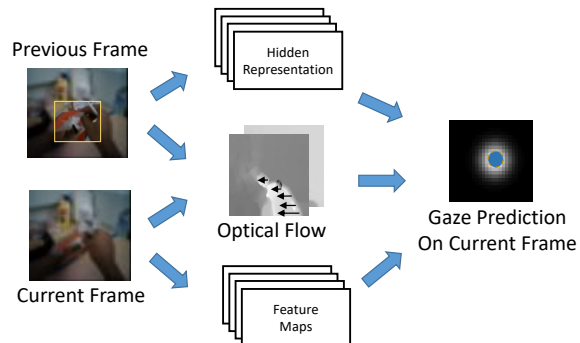 Previous Frame
Hidden
Representation
Optical Flow
Gaze Prediction
On Current Frame
Current Frame
Feature
Maps